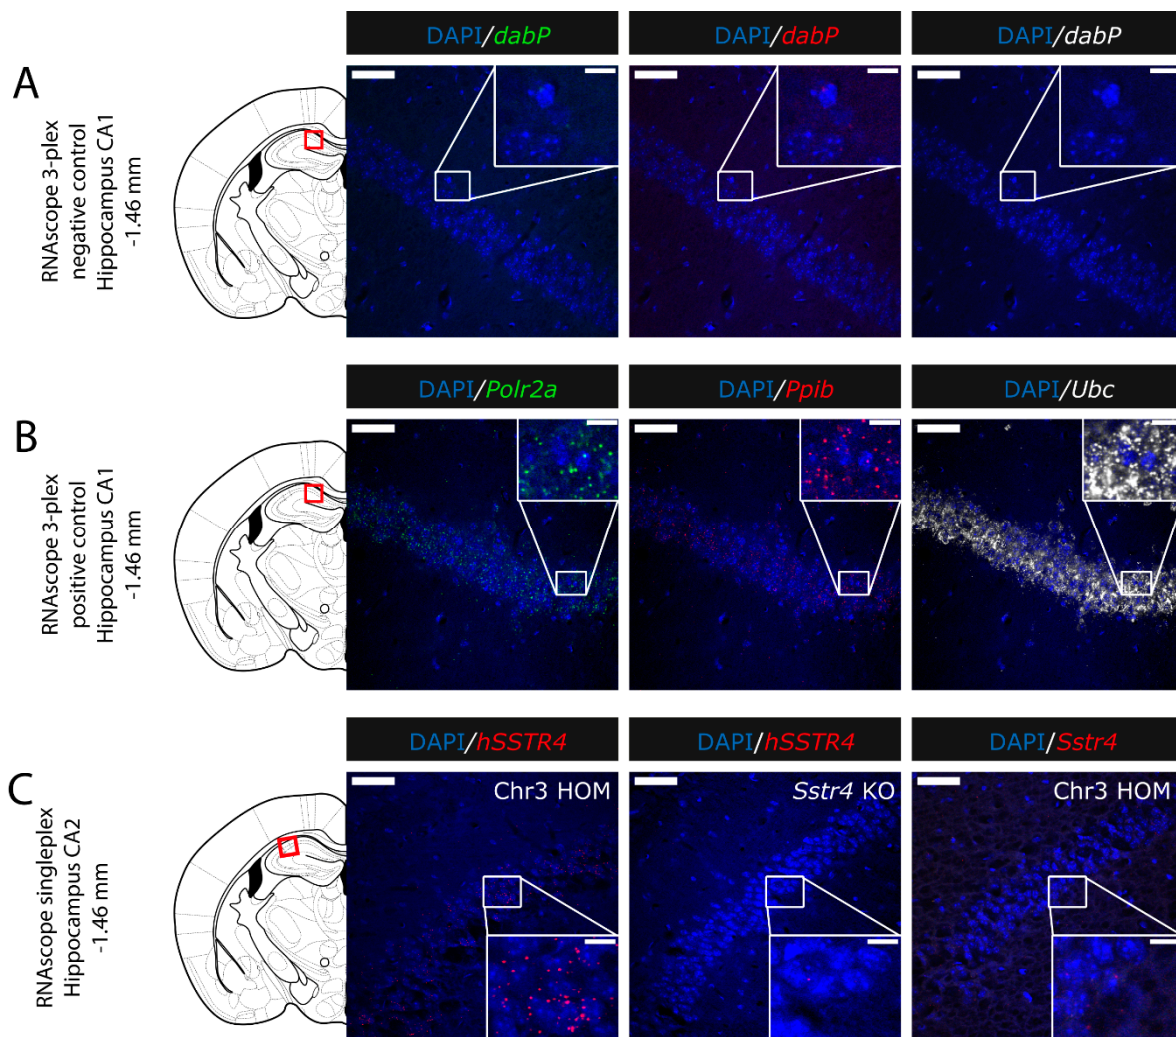 DAPI/dabP
DAPI/dabP
DAPI/dabP
A
RNAscope 3-plex
negative control
Hippocampus CA1
-1.46 mm
DAPI/Polr2a
DAPI/Ppib
DAPI/Ubc
B
RNAscope 3-plex
positive control
Hippocampus CA1
-1.46 mm
DAPI/hSSTR4
DAPI/hSSTR4
DAPI/Sstr4
C
RNAscope singleplex
Hippocampus CA2
-1.46 mm
Chr3 HOM
Sstr4 KO
Chr3 HOM